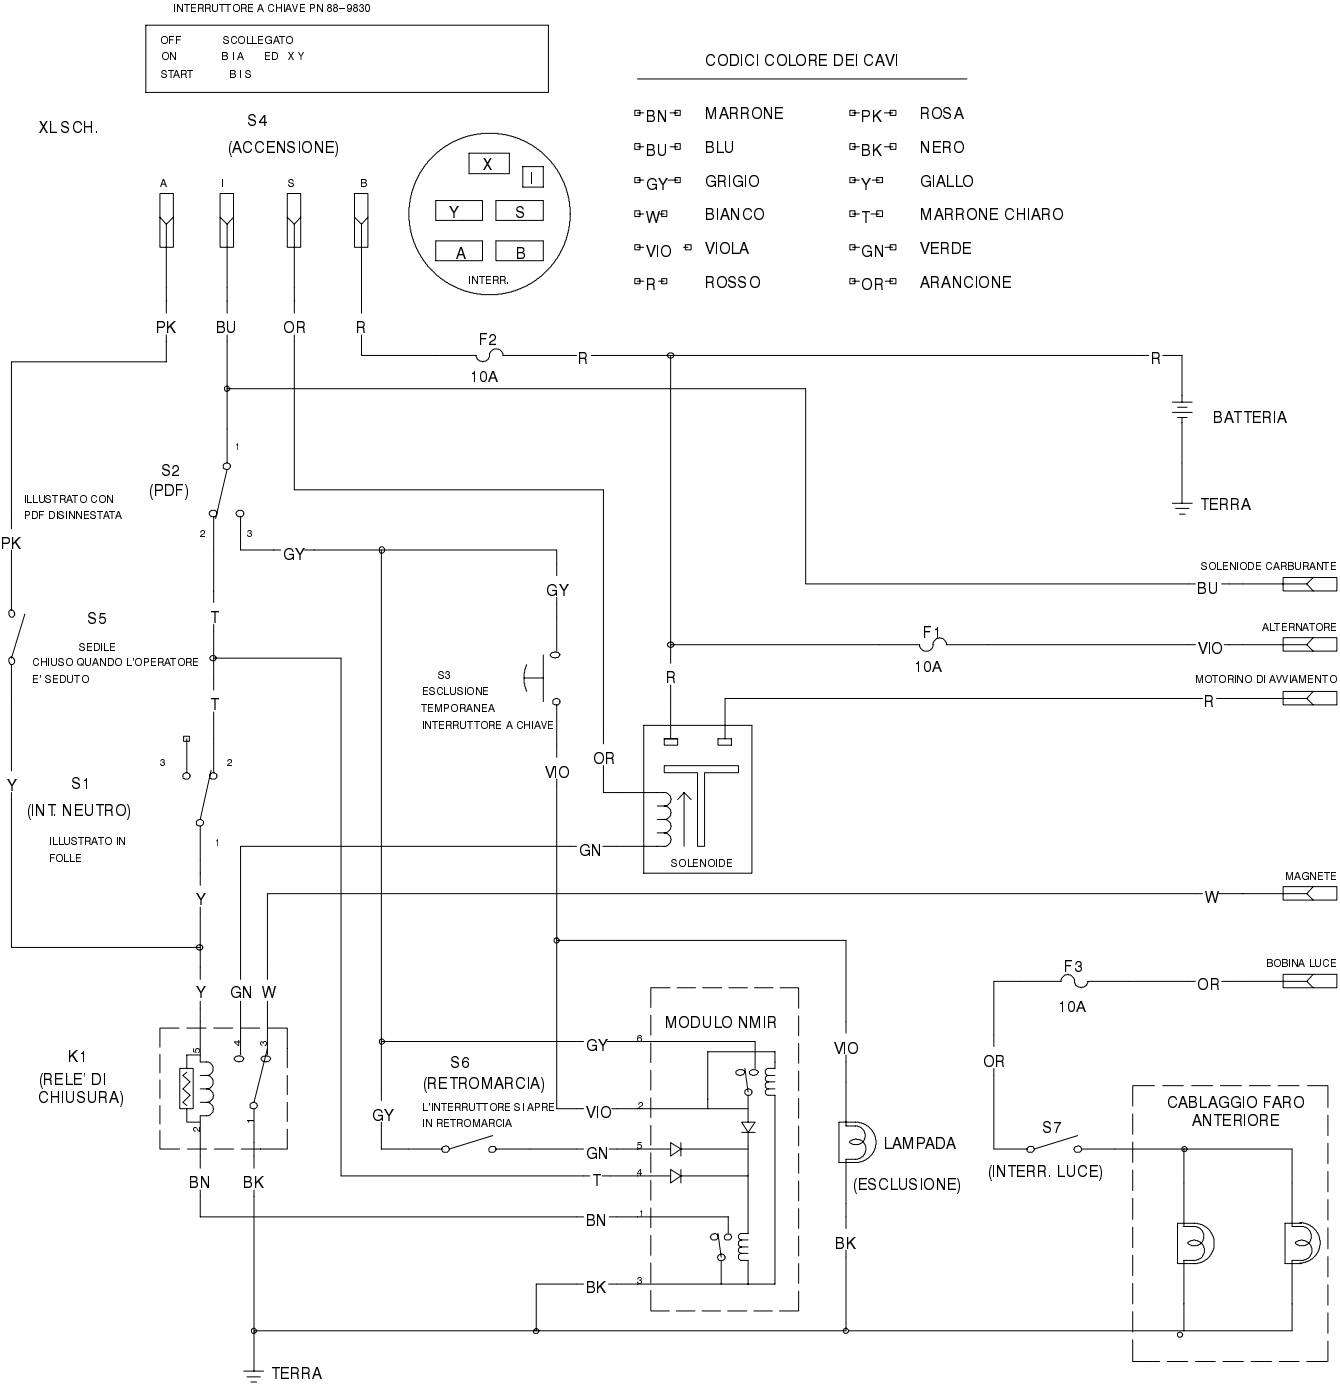 INTERRUTTORE A CHIAVE PN 88-9830
OFF SCOLLEGATO
ON B I A ED X Y
START B I S
XL SCH.
S4
(ACCENSIONE)
A I S B
X
I
Y S
A B
INTERR.
CODICI COLORE DEI CAVI
BN MARRONE PK ROSA
BU BLU BK NERO
GY GRIGIO Y GIALLO
W BIANCO T MARRONE CHIARO
VIO VIOLA GN VERDE
R ROSSO OR ARANCIONE
PK BU OR R
F2
R R
10A
BATTERIA
TERRA
1
S2
(PDF)
ILLUSTRATO CON
PDF DISINNESTATA
2 3
PK
GY
GY
SOLENIODE CARBURANTE
BU
T
S5
SEDILE
CHIUSO QUANDO L'OPERATORE
E' SEDUTO
F1
10A
ALTERNATORE
VIO
S3
ESCLUSIONE
TEMPORANEA
INTERRUTTORE A CHIAVE
R
MOTORINO DI AVVIAMENTO
R
T
3 2
Y
S1
(INT. NEUTRO)
ILLUSTRATO IN
FOLLE
1
VIO
OR
GN
SOLENOIDE
Y
MAGNETE
W
Y GN W
F3
10A
BOBINA LUCE
OR
OR
K1
(RELE' DI
CHIUSURA)
5 4 3
2 1
MODULO NMIR
GY 6
S6
(RETROMARCIA)
L'INTERRUTTORE SI APRE
IN RETROMARCIA
GY
VIO 2
GN 5
T 4
BN 1
BK 3
BN BK
VIO
LAMPADA
(ESCLUSIONE)
BK
S7
(INTERR. LUCE)
CABLAGGIO FARO
ANTERIORE
TERRA